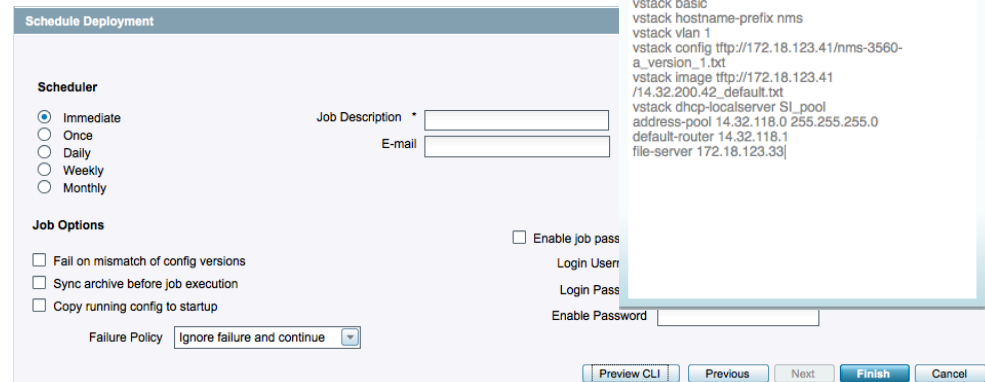 Schedule Deployment
Scheduler
Immediate
Once
Daily
Weekly
Monthly
Job Description *
E-mail
Job Options
Fail on mismatch of config versions
Sync archive before job execution
Copy running config to startup
Failure Policy Ignore failure and continue
Enable job pass
Login User
Login Pass
Enable Password
vstack basic
vstack hostname-prefix nms
vstack vlan 1
vstack config tftp://172.18.123.41/nms-3560-
a_version_1.txt
vstack image tftp://172.18.123.41
/14.32.200.42_default.txt
vstack dhcp-localserver SI_pool
address-pool 14.32.118.0 255.255.255.0
default-router 14.32.118.1
file-server 172.18.123.33
Preview CLI Previous Next Finish Cancel